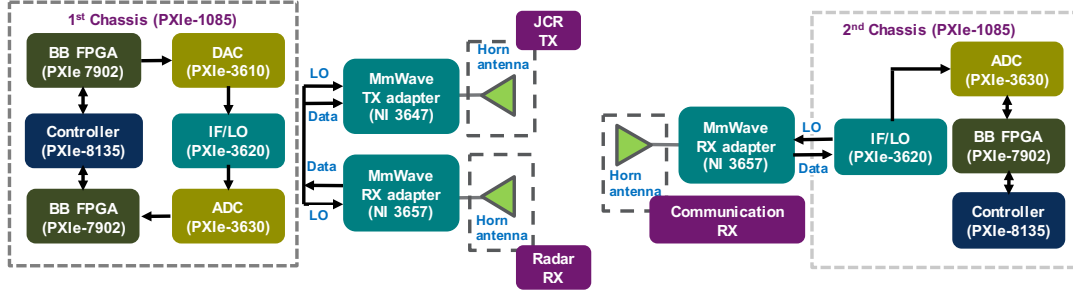 1st Chassis (PXIe-1085)
BB FPGA
(PXIe 7902)
DAC
(PXIe-3610)
Controller
(PXIe-8135)
IF/LO
(PXIe-3620)
BB FPGA
(PXIe-7902)
ADC
(PXIe-3630)
LO
Data
Data
LO
MmWave
TX adapter
(NI 3647)
MmWave
RX adapter
(NI 3657)
Horn
antenna
JCR
TX
Horn
antenna
Radar
RX
Horn
antenna
Communication
RX
MmWave
RX adapter
(NI 3657)
LO
Data
2nd Chassis (PXIe-1085)
ADC
(PXIe-3630)
IF/LO
(PXIe-3620)
BB FPGA
(PXIe-7902)
Controller
(PXIe-8135)